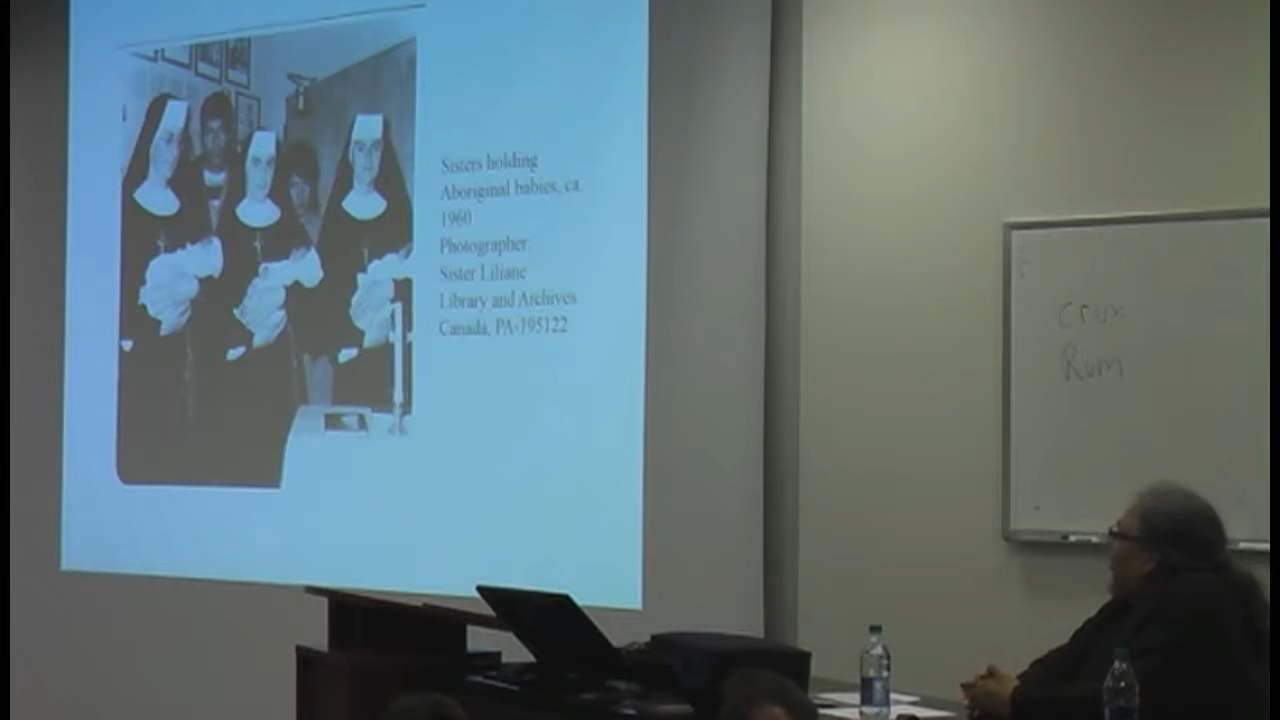 Sisters holding
Aboriginal babies, ca
1960
Photographer:
Sister Liliane
Library and Archives
Canada, PA-195122
Crux
Rum